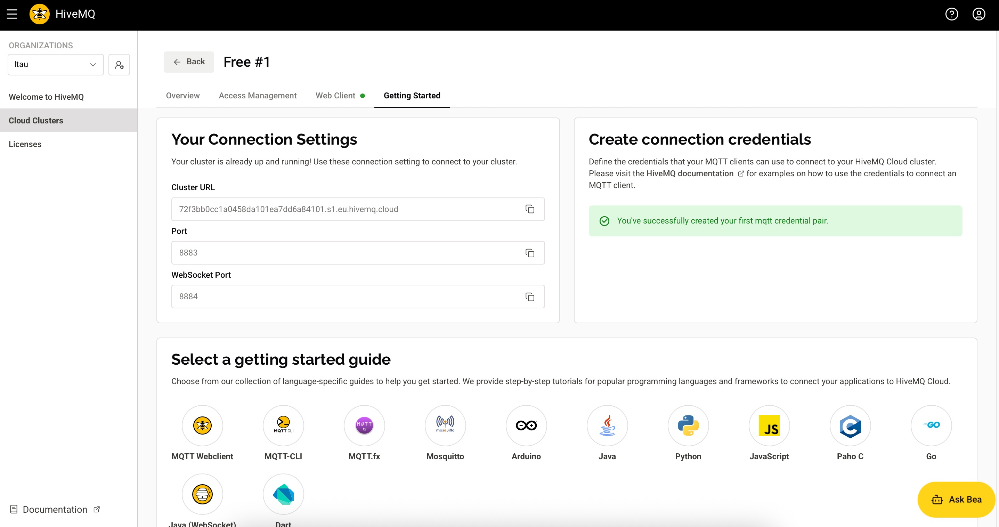 HiveMQ
ORGANIZATIONS
Itau
Welcome to HiveMQ
Cloud Clusters
Licenses
Documentation
Back
Free #1
Overview
Access Management
Web Client
Getting Started
Your Connection Settings
Your cluster is already up and running! Use these connection setting to connect to your cluster.
Cluster URL
72f3bb0cc1a0458da101ea7dd6a84101.s1.eu.hivemq.cloud
Port
8883
WebSocket Port
8884
Create connection credentials
Define the credentials that your MQTT clients can use to connect to your HiveMQ Cloud cluster.
Please visit the HiveMQ documentation for examples on how to use the credentials to connect an
MQTT client.
You've successfully created your first mqtt credential pair.
Select a getting started guide
Choose from our collection of language-specific guides to help you get started. We provide step-by-step tutorials for popular programming languages and frameworks to connect your applications to HiveMQ Cloud.
MQTT CLI
MQTT
fx
mosquitto
JS
C
GO
MQTT Webclient
MQTT-CLI
MQTT.fx
Mosquitto
Arduino
Java
Python
JavaScript
Paho C
Go
Java (WebSocket)
Dart
Ask Bea